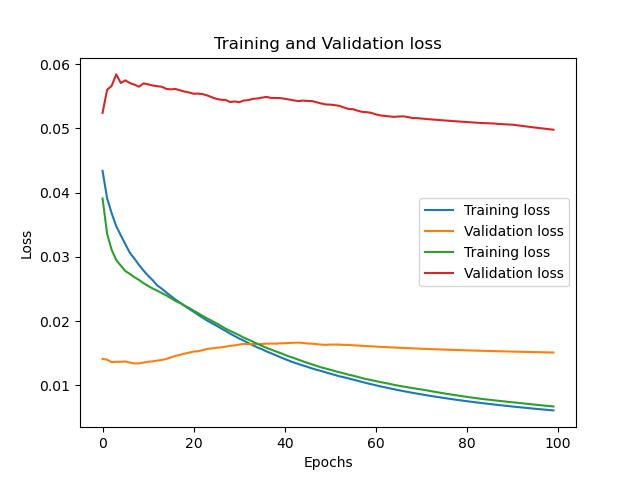 Training and Validation loss
0.06
0.05
0.04
0.03
0.02
0.01
Loss
Training loss
Validation loss
Training loss
Validation loss
0 20 40 60 80 100
Epochs